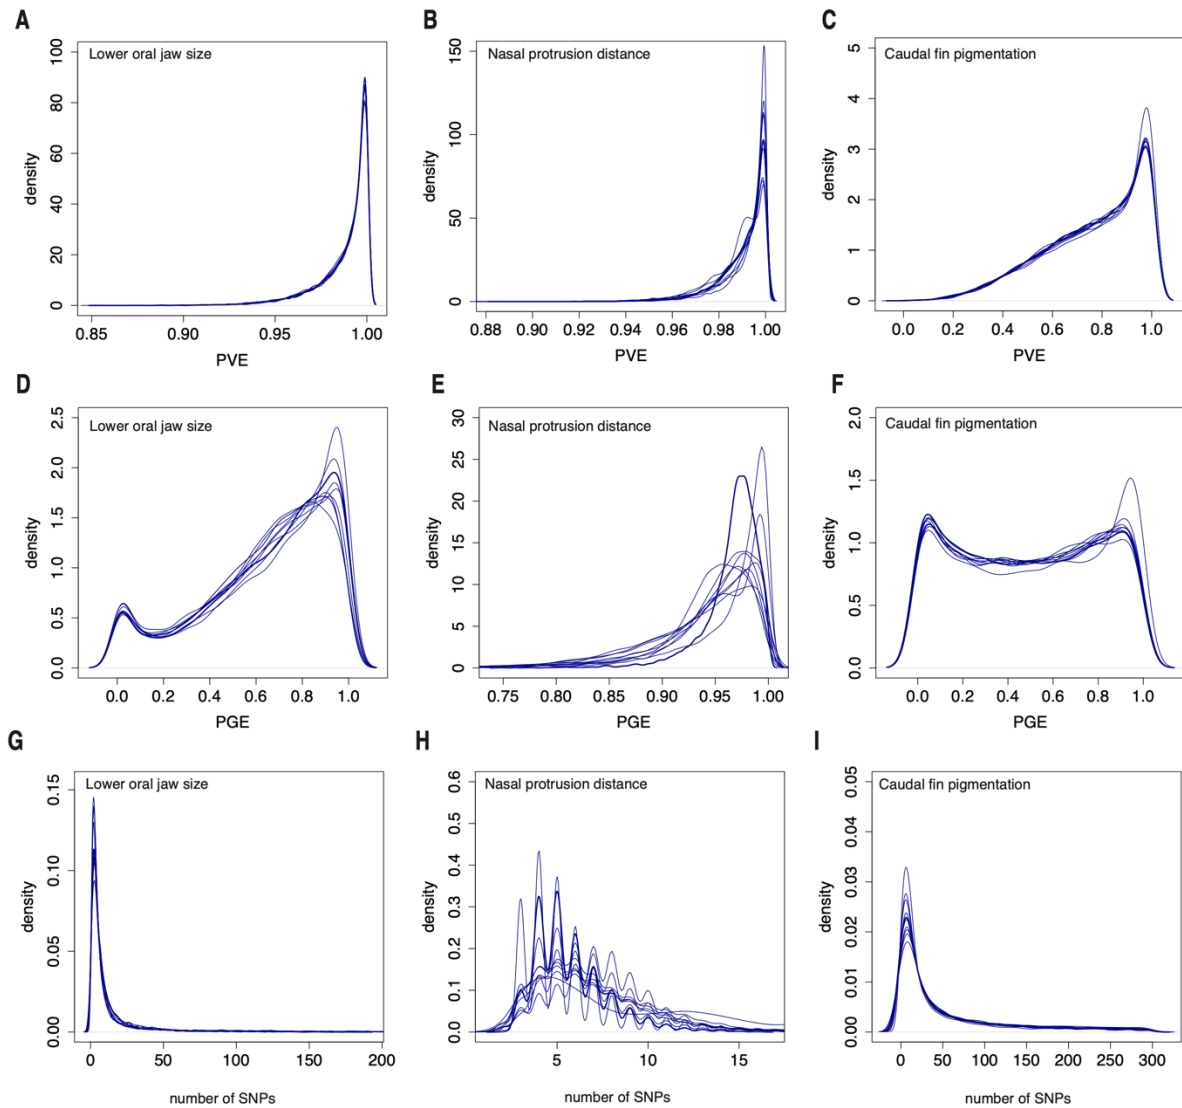 A
Lower oral jaw size
density
100
80
60
40
20
0
0.85 0.90 0.95 1.00
PVE
B
Nasal protrusion distance
density
150
100
50
0
0.88 0.90 0.92 0.94 0.96 0.98 1.00
PVE
C
Caudal fin pigmentation
density
5
4
3
2
1
0
0.0 0.2 0.4 0.6 0.8 1.0
PVE
D
Lower oral jaw size
density
2.5
2.0
1.5
1.0
0.5
0.0
0.0 0.2 0.4 0.6 0.8 1.0
PGE
E
Nasal protrusion distance
density
30
25
20
15
10
5
0
0.75 0.80 0.85 0.90 0.95 1.00
PGE
F
Caudal fin pigmentation
density
2.0
1.5
1.0
0.5
0.0
0.0 0.2 0.4 0.6 0.8 1.0
PGE
G
Lower oral jaw size
density
0.15
0.10
0.05
0.00
0 50 100 150 200
number of SNPs
H
Nasal protrusion distance
density
0.6
0.5
0.4
0.3
0.2
0.1
0.0
5 10 15
number of SNPs
I
Caudal fin pigmentation
density
0.05
0.04
0.03
0.02
0.01
0.00
0 50 100 150 200 250 300
number of SNPs